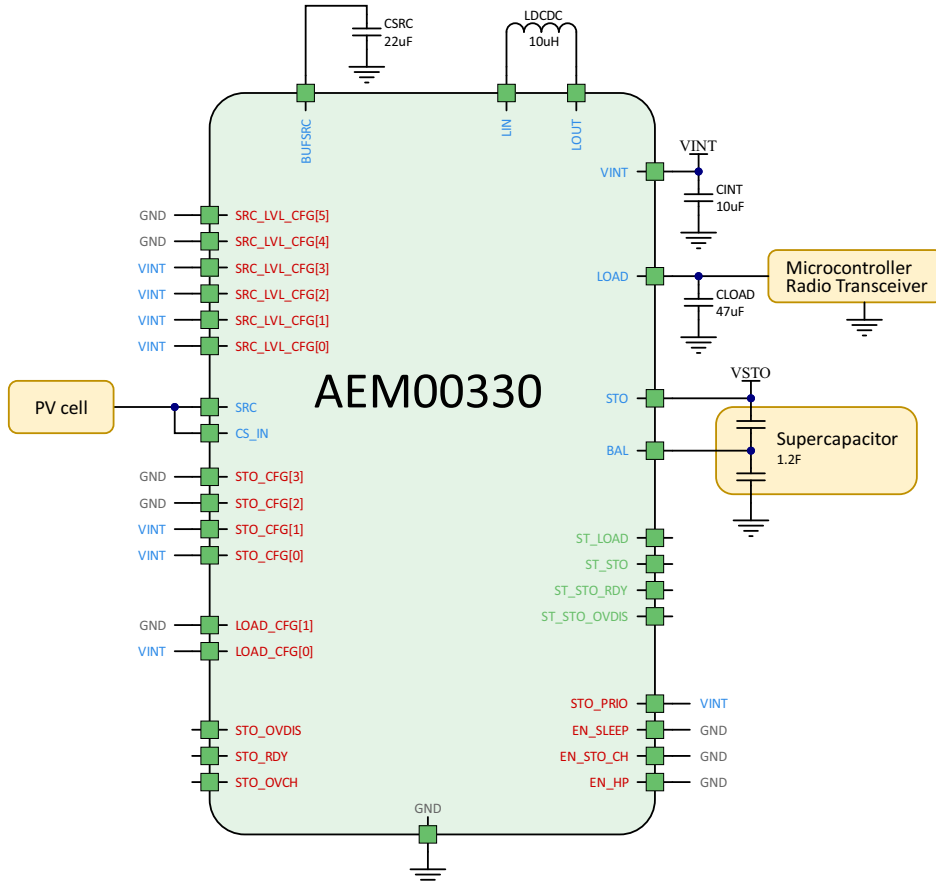 CSRC
22uF
LDCDC
10uH
BUFSRC
LIN
LOUT
VINT
VINT
CINT
10uF
GND SRC_LVL_CFG[5]
GND SRC_LVL_CFG[4]
VINT SRC_LVL_CFG[3]
VINT SRC_LVL_CFG[2]
VINT SRC_LVL_CFG[1]
VINT SRC_LVL_CFG[0]
LOAD
CLOAD
47uF
Microcontroller
Radio Transceiver
AEM00330
PV cell
SRC
CS_IN
STO
VSTO
BAL
Supercapacitor
1.2F
GND STO_CFG[3]
GND STO_CFG[2]
VINT STO_CFG[1]
VINT STO_CFG[0]
ST_LOAD
ST_STO
ST_STO_RDY
ST_STO_OVDIS
GND LOAD_CFG[1]
VINT LOAD_CFG[0]
STO_OVDIS
STO_RDY
STO_OVCH
STO_PRIO VINT
EN_SLEEP GND
EN_STO_CH GND
EN_HP GND
GND